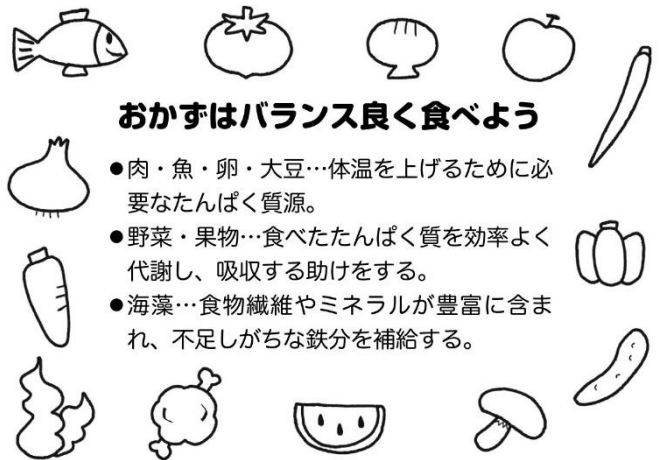 おかずはバランス良く食べよう
●肉・魚・卵・大豆…体温を上げるために必
要なたんぱく質源。
●野菜・果物…食べたたんぱく質を効率よく
代謝し、吸収する助けをする。
●海藻…食物繊維やミネラルが豊富に含ま
れ、不足しがちな鉄分を補給する。